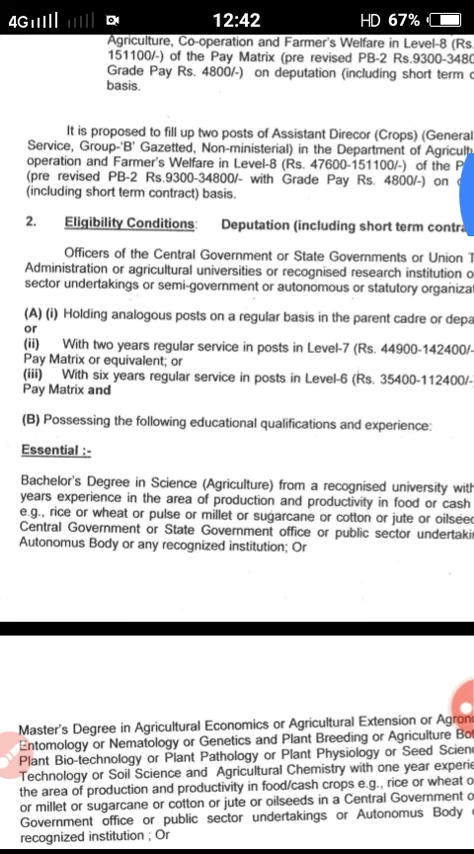 4G 12:42 HD 67%
Agriculture, Co-operation and Farmer's Welfare in Level-8 (Rs.
151100/-) of the Pay Matrix (pre revised PB-2 Rs.9300-3480
Grade Pay Rs. 4800/-) on deputation (including short term c
basis.
It is proposed to fill up two posts of Assistant Direcor (Crops) (General
Service, Group-'B' Gazetted, Non-ministerial) in the Department of Agricult
operation and Farmer's Welfare in Level-8 (Rs. 47600-151100/-) of the P
(pre revised PB-2 Rs.9300-34800/- with Grade Pay Rs. 4800/-) on
(including short term contract) basis.
2. Eligibility Conditions: Deputation (including short term contr
Officers of the Central Government or State Governments or Union T
Administration or agricultural universities or recognised research institution o
sector undertakings or semi-government or autonomous or statutory organizat
(A) (i) Holding analogous posts on a regular basis in the parent cadre or depa
or
(ii) With two years regular service in posts in Level-7 (Rs. 44900-142400/-
Pay Matrix or equivalent; or
(iii) With six years regular service in posts in Level-6 (Rs. 35400-112400/-
Pay Matrix and
(B) Possessing the following educational qualifications and experience:
Essential :-
Bachelor's Degree in Science (Agriculture) from a recognised university with
years experience in the area of production and productivity in food or cash
e.g., rice or wheat or pulse or millet or sugarcane or cotton or jute or oilseed
Central Government or State Government office or public sector undertakin
Autonomus Body or any recognized institution; Or
Master's Degree in Agricultural Economics or Agricultural Extension or Agron
Entomology or Nematology or Genetics and Plant Breeding or Agriculture Bot
Plant Bio-technology or Plant Pathology or Plant Physiology or Seed Scienc
Technology or Soil Science and Agricultural Chemistry with one year experie
the area of production and productivity in food/cash crops e.g., rice or wheat o
or millet or sugarcane or cotton or jute or oilseeds in a Central Government o
Government office or public sector undertakings or Autonomus Body
recognized institution ; Or